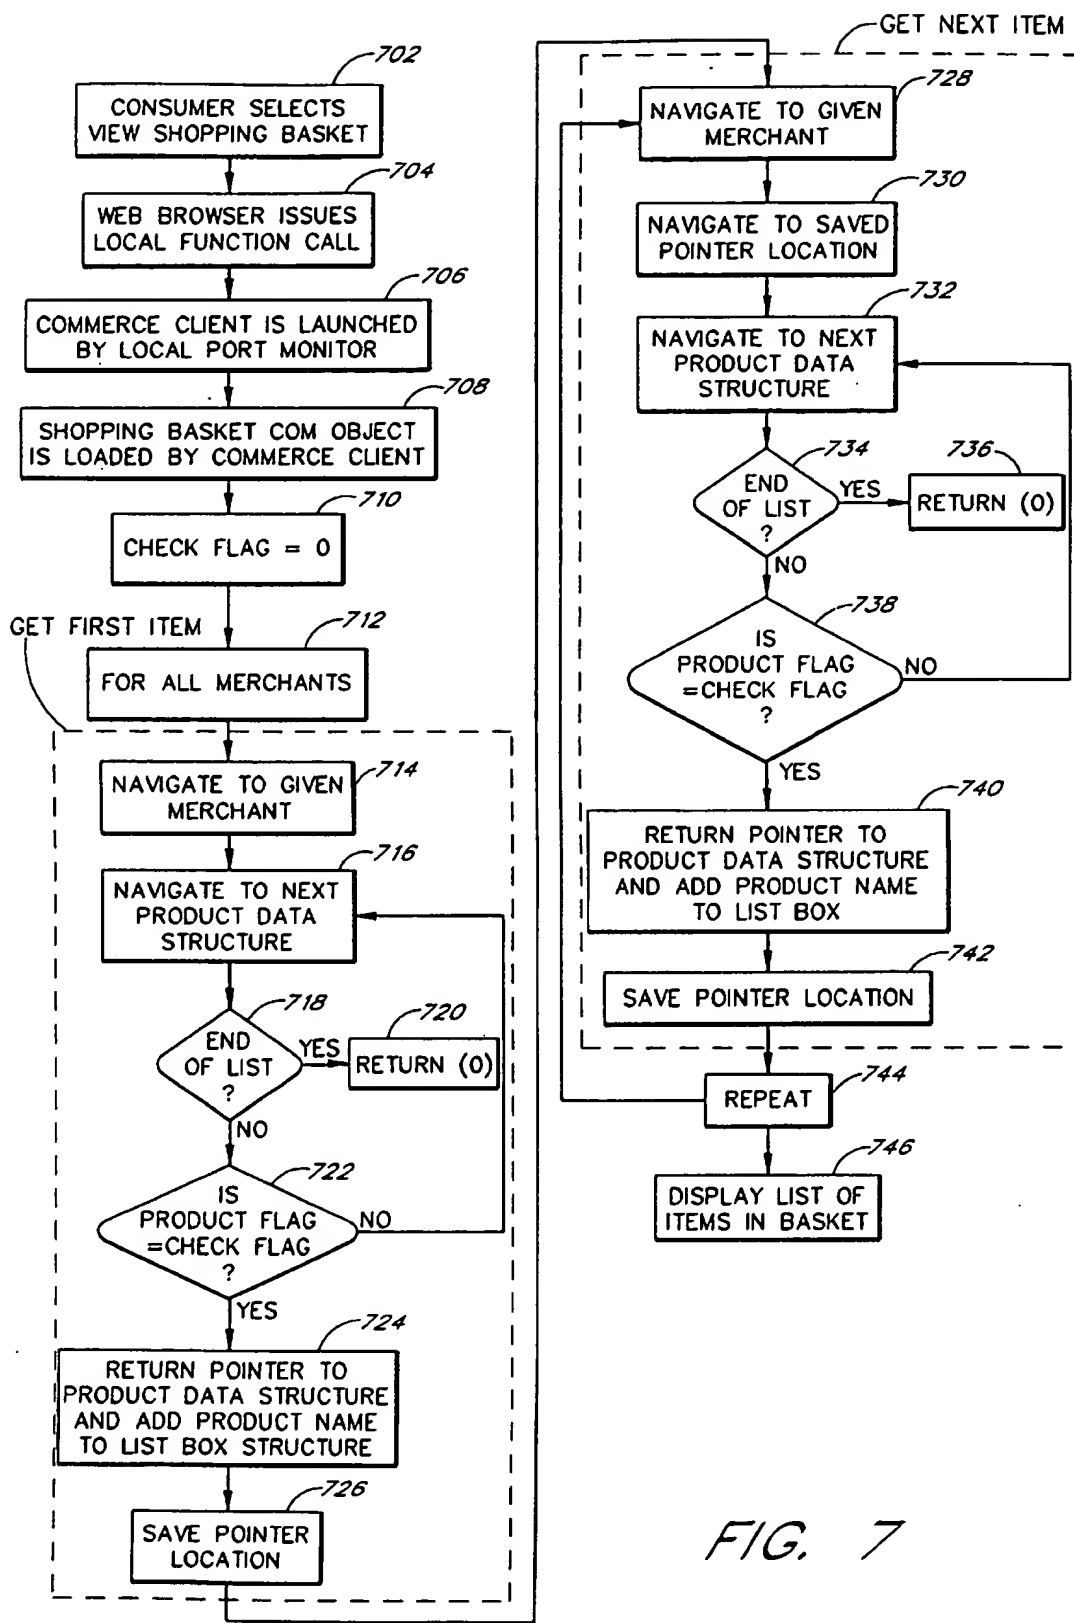 702
CONSUMER SELECTS
VIEW SHOPPING BASKET
704
WEB BROWSER ISSUES
LOCAL FUNCTION CALL
706
COMMERCE CLIENT IS LAUNCHED
BY LOCAL PORT MONITOR
708
SHOPPING BASKET COM OBJECT
IS LOADED BY COMMERCE CLIENT
710
CHECK FLAG = 0
GET FIRST ITEM
712
FOR ALL MERCHANTS
714
NAVIGATE TO GIVEN
MERCHANT
716
NAVIGATE TO NEXT
PRODUCT DATA
STRUCTURE
718
END
OF LIST
?
YES
720
RETURN (0)
NO
722
IS
PRODUCT FLAG
=CHECK FLAG
?
NO
YES
724
RETURN POINTER TO
PRODUCT DATA STRUCTURE
AND ADD PRODUCT NAME
TO LIST BOX STRUCTURE
726
SAVE POINTER
LOCATION
GET NEXT ITEM
728
NAVIGATE TO GIVEN
MERCHANT
730
NAVIGATE TO SAVED
POINTER LOCATION
732
NAVIGATE TO NEXT
PRODUCT DATA
STRUCTURE
734
END
OF LIST
?
YES
736
RETURN (0)
NO
738
IS
PRODUCT FLAG
=CHECK FLAG
?
NO
YES
740
RETURN POINTER TO
PRODUCT DATA STRUCTURE
AND ADD PRODUCT NAME
TO LIST BOX
742
SAVE POINTER LOCATION
744
REPEAT
746
DISPLAY LIST OF
ITEMS IN BASKET
FIG. 7